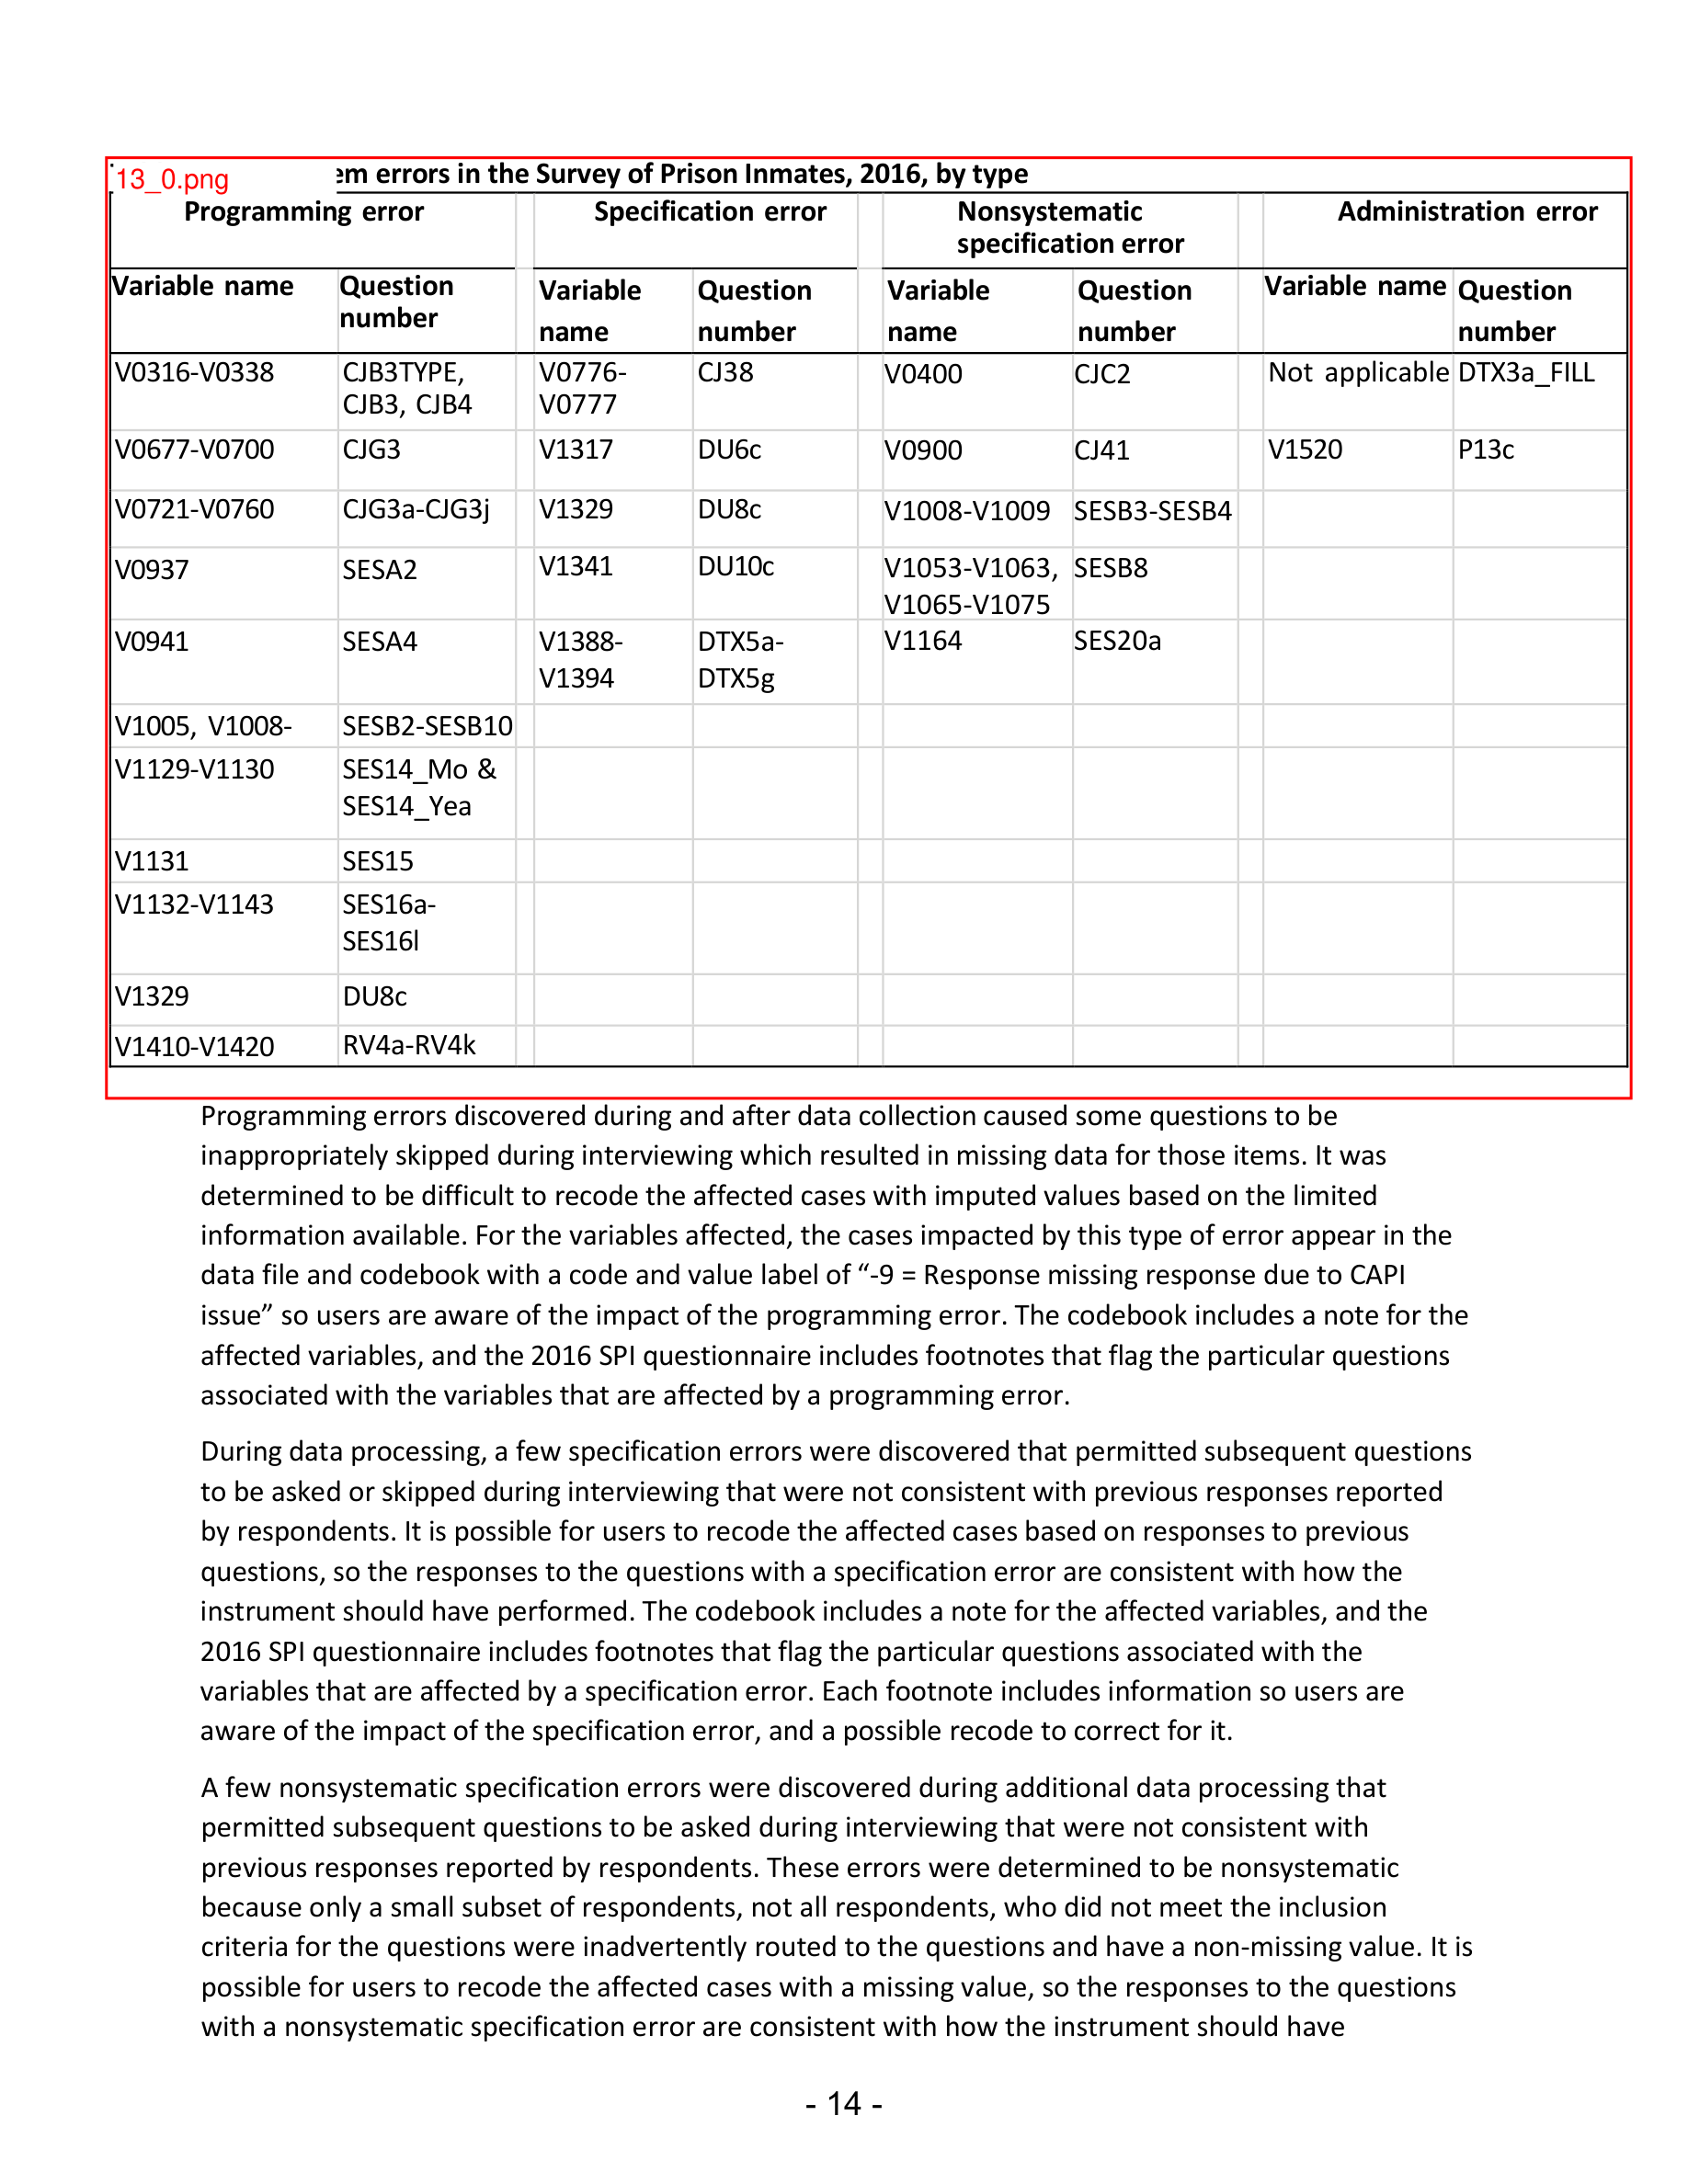 13_0.png
em errors in the Survey of Prison Inmates, 2016, by type
Programming error Specification error Nonsystematic specification error Administration error
Variable name Question number Variable name Question number Variable name Question number Variable name Question number
V0316-V0338 CJB3TYPE, CJB3, CJB4 V0776-V0777 CJ38 V0400 CJC2 Not applicable DTX3a_FILL
V0677-V0700 CJG3 V1317 DU6c V0900 CJ41 V1520 P13c
V0721-V0760 CJG3a-CJG3j V1329 DU8c V1008-V1009 SESB3-SESB4
V0937 SESA2 V1341 DU10c V1053-V1063, V1065-V1075 SESB8
V0941 SESA4 V1388-V1394 DTX5a-DTX5g V1164 SES20a
V1005, V1008- SESB2-SESB10
V1129-V1130 SES14_Mo & SES14_Yea
V1131 SES15
V1132-V1143 SES16a-SES16l
V1329 DU8c
V1410-V1420 RV4a-RV4k
Programming errors discovered during and after data collection caused some questions to be
inappropriately skipped during interviewing which resulted in missing data for those items. It was
determined to be difficult to recode the affected cases with imputed values based on the limited
information available. For the variables affected, the cases impacted by this type of error appear in the
data file and codebook with a code and value label of “-9 = Response missing response due to CAPI
issue” so users are aware of the impact of the programming error. The codebook includes a note for the
affected variables, and the 2016 SPI questionnaire includes footnotes that flag the particular questions
associated with the variables that are affected by a programming error.
During data processing, a few specification errors were discovered that permitted subsequent questions
to be asked or skipped during interviewing that were not consistent with previous responses reported
by respondents. It is possible for users to recode the affected cases based on responses to previous
questions, so the responses to the questions with a specification error are consistent with how the
instrument should have performed. The codebook includes a note for the affected variables, and the
2016 SPI questionnaire includes footnotes that flag the particular questions associated with the
variables that are affected by a specification error. Each footnote includes information so users are
aware of the impact of the specification error, and a possible recode to correct for it.
A few nonsystematic specification errors were discovered during additional data processing that
permitted subsequent questions to be asked during interviewing that were not consistent with
previous responses reported by respondents. These errors were determined to be nonsystematic
because only a small subset of respondents, not all respondents, who did not meet the inclusion
criteria for the questions were inadvertently routed to the questions and have a non-missing value. It is
possible for users to recode the affected cases with a missing value, so the responses to the questions
with a nonsystematic specification error are consistent with how the instrument should have
- 14 -